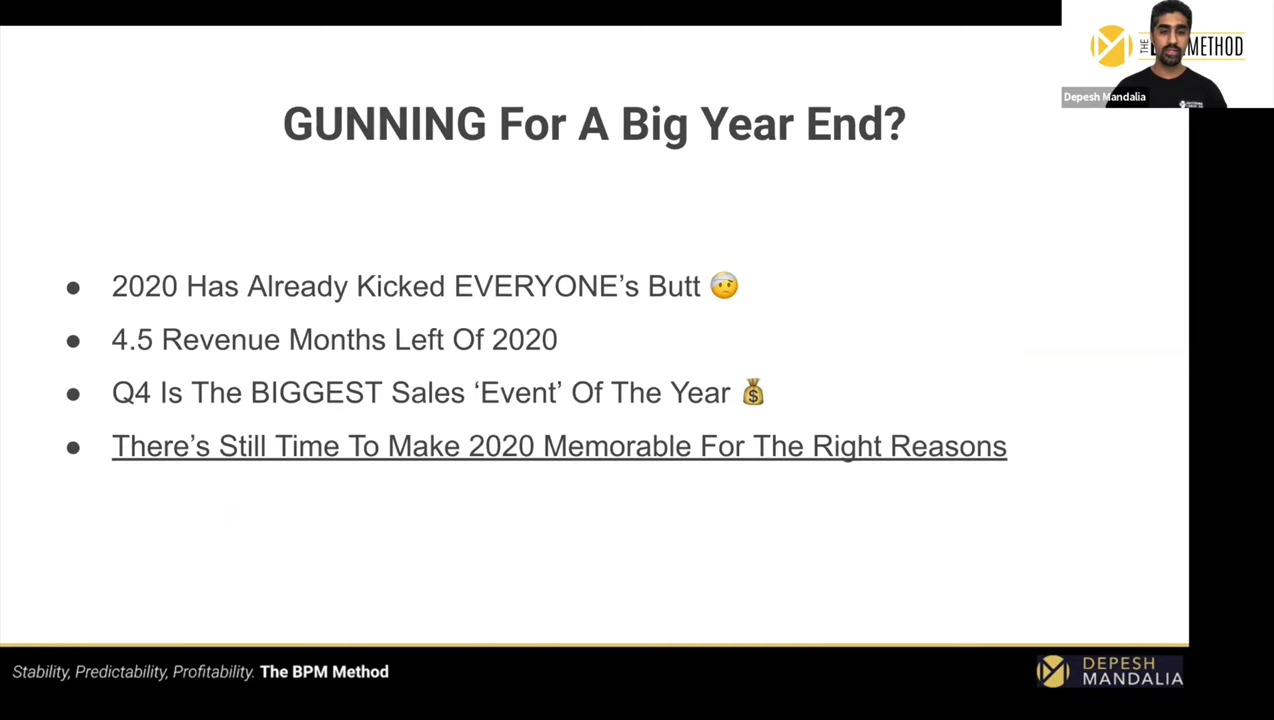 THE METHOD
Depesh Mandalia
GUNNING For A Big Year End?
● 2020 Has Already Kicked EVERYONE’s Butt 🤕
● 4.5 Revenue Months Left Of 2020
● Q4 Is The BIGGEST Sales ‘Event’ Of The Year 💰
● There’s Still Time To Make 2020 Memorable For The Right Reasons
Stability, Predictability, Profitability. The BPM Method
DEPESH
MANDALIA